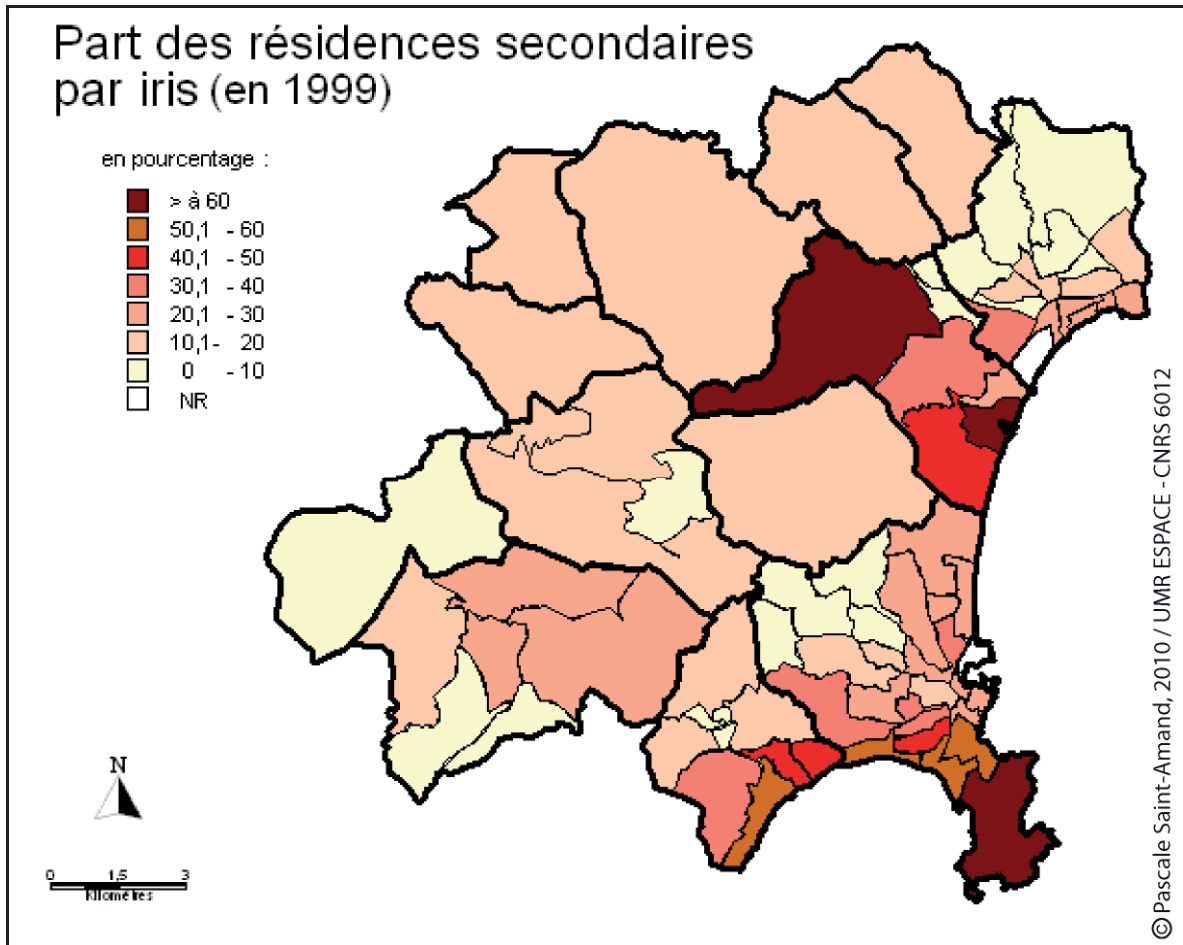 Part des résidences secondaires
par iris (en 1999)
en pourcentage :
> à 60
50,1 - 60
40,1 - 50
30,1 - 40
20,1 - 30
10,1- 20
0 - 10
NR
N
0 1,5 3
kilomètres
© Pascale Saint-Amand, 2010 / UMR ESPACE - CNRS 6012